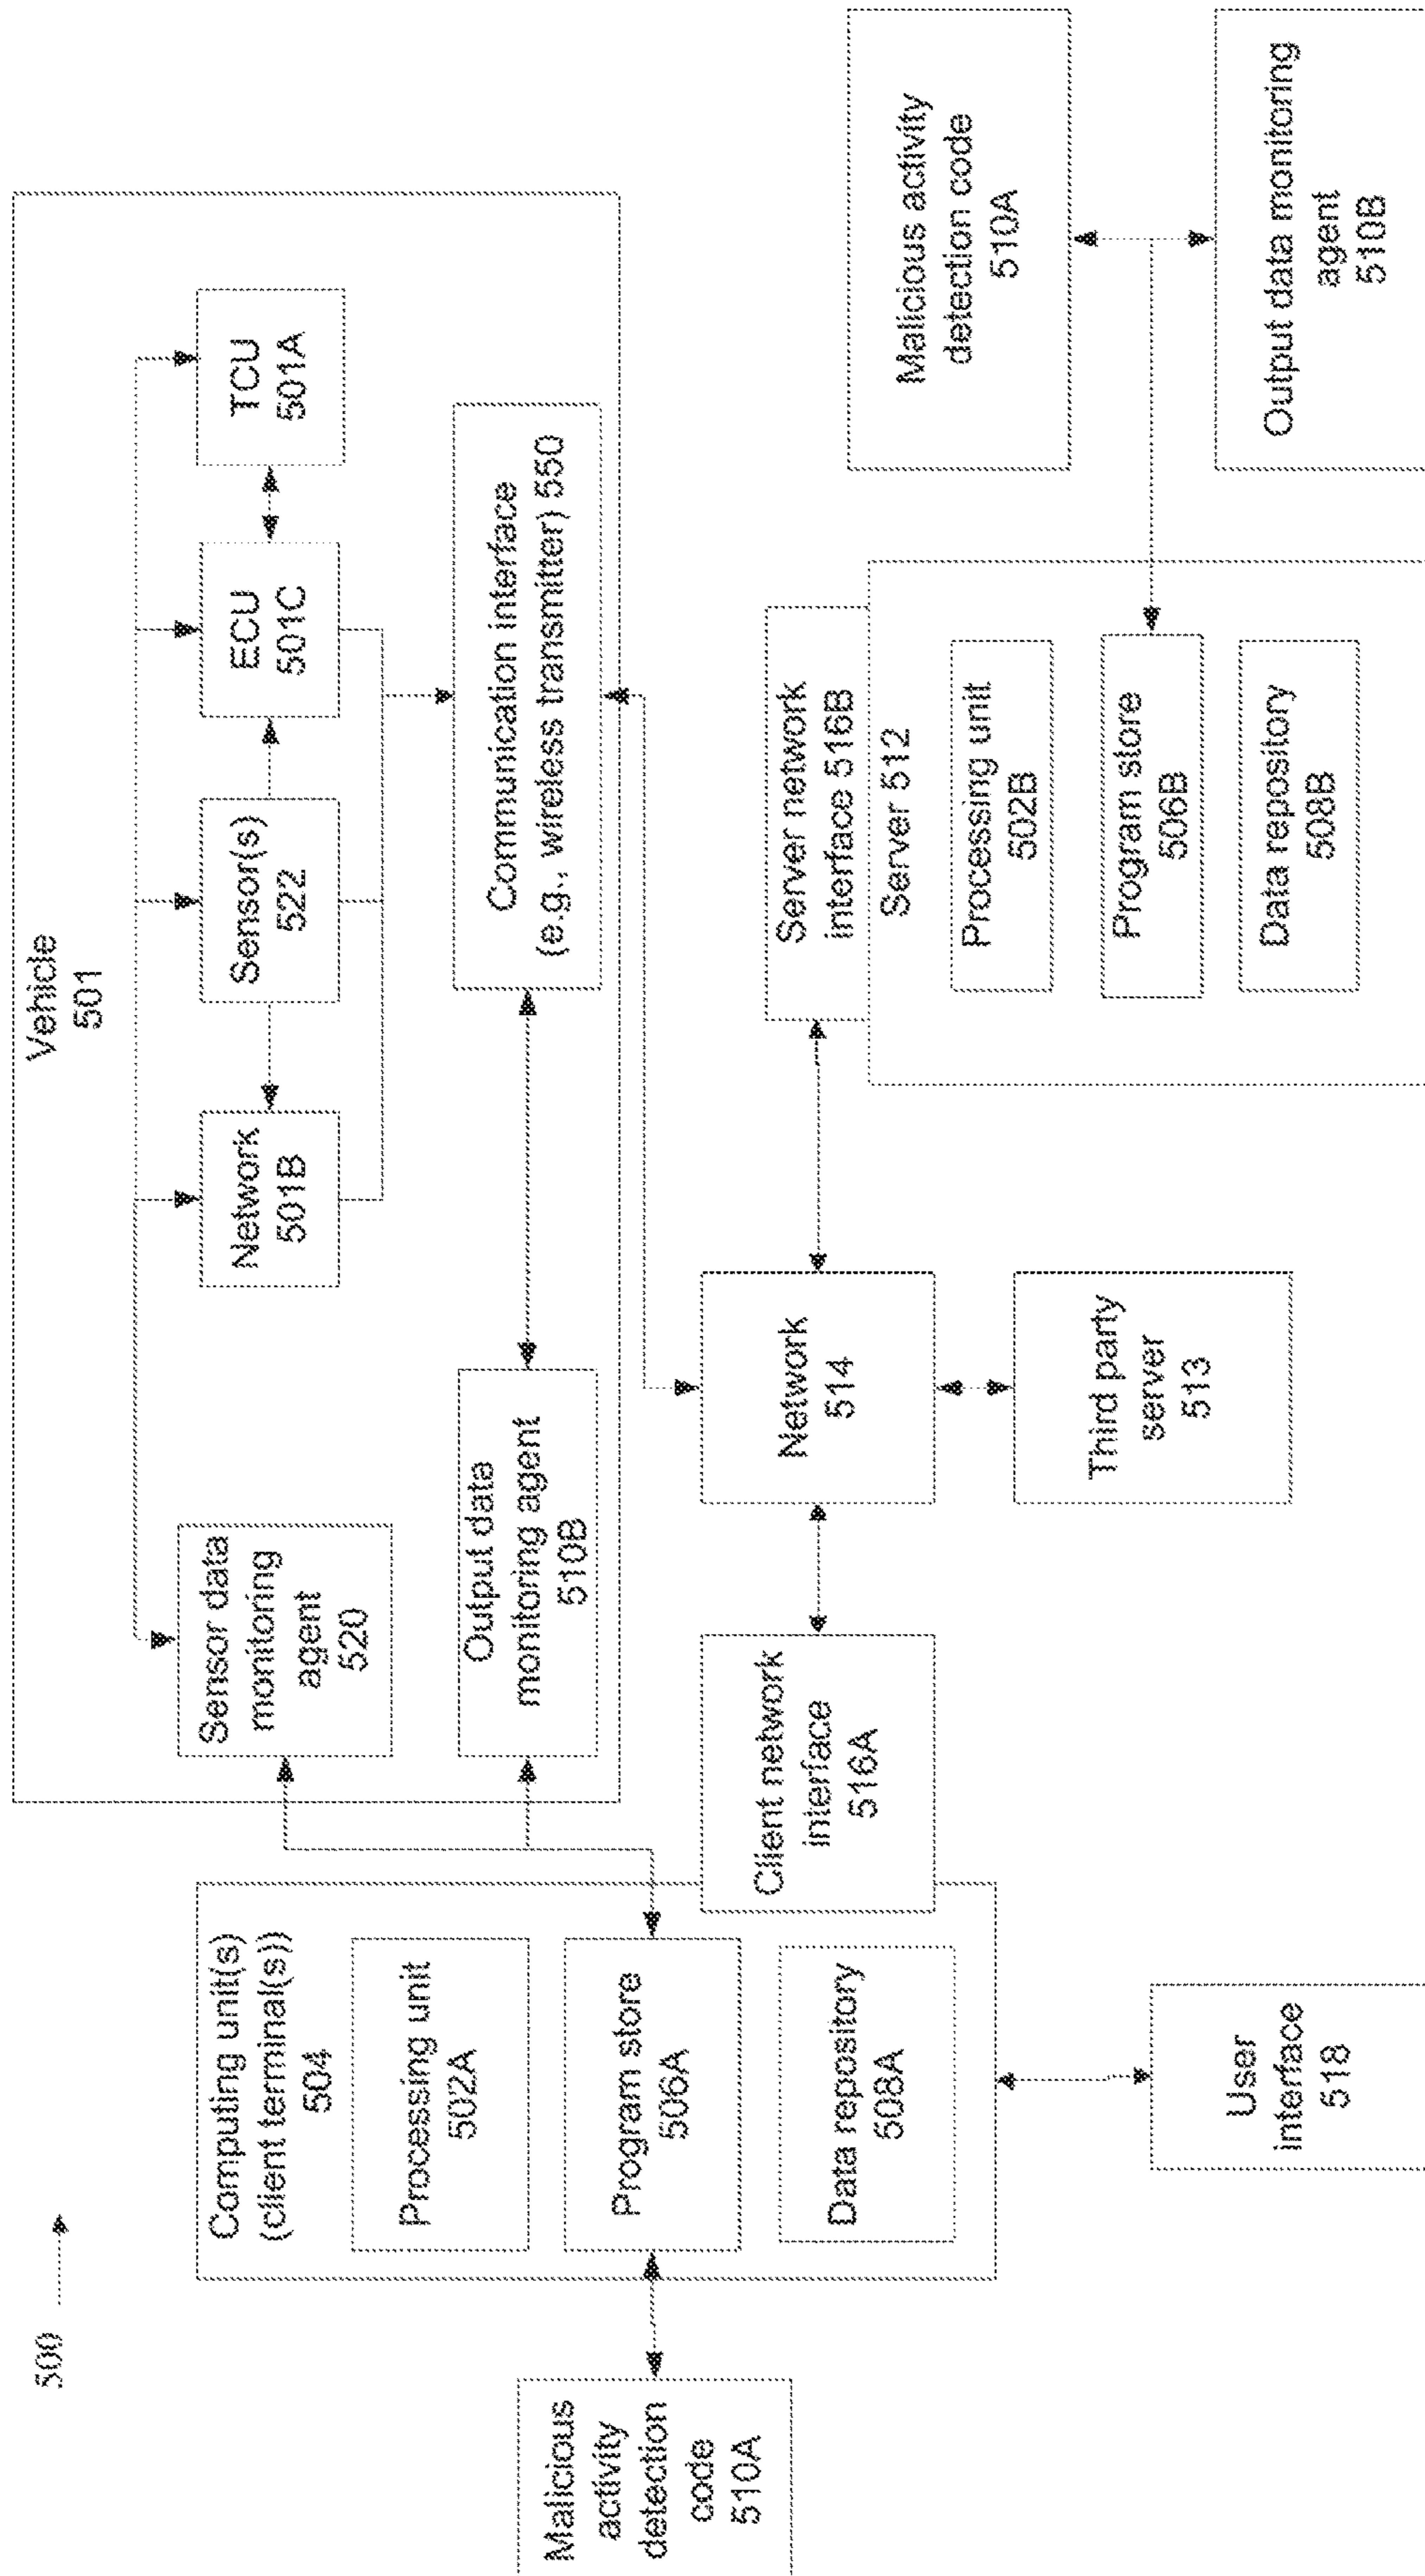 500
Vehicle
501
Sensor data
monitoring
agent
520
Network
501B
Sensor(s)
522
ECU
501C
TCU
501A
Output data
monitoring agent
510B
Communication interface
(e.g., wireless transmitter) 550
Computing unit(s)
(client terminal(s))
504
Processing unit
502A
Program store
506A
Data repository
508A
Malicious
activity
detection
code
510A
Client network
interface
516A
User
interface
518
Network
514
Third party
server
513
Server network
interface 516B
Server 512
Processing unit
502B
Program store
506B
Data repository
508B
Malicious activity
detection code
510A
Output data monitoring
agent
510B